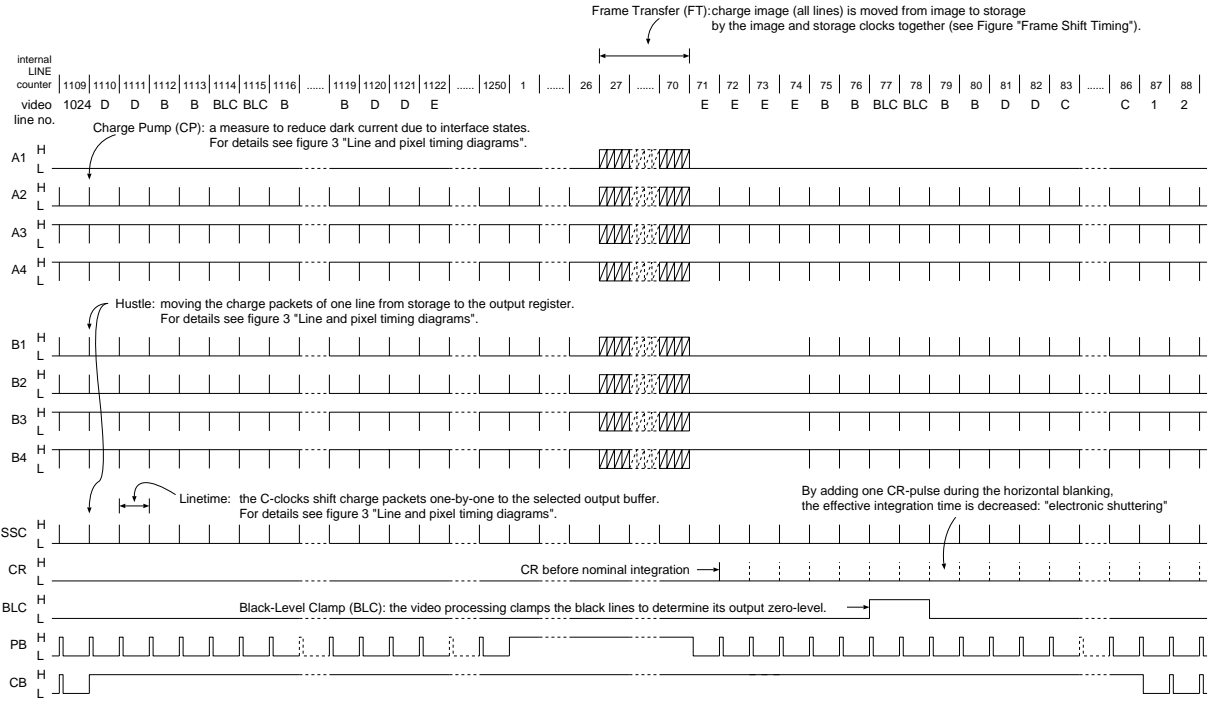 Frame Transfer (FT): charge image (all lines) is moved from image to storage
by the image and storage clocks together (see Figure "Frame Shift Timing").
internal
LINE
counter 1109 1110 1111 1112 1113 1114 1115 1116 ...... 1119 1120 1121 1122 ...... 1250 1 ...... 26 27 ...... 70 71 72 73 74 75 76 77 78 79 80 81 82 83 ...... 86 87 88
video 1024 D D B B BLC BLC B B D D E E E E E B B BLC BLC B B D D C C 1 2
line no.
Charge Pump (CP): a measure to reduce dark current due to interface states.
For details see figure 3 "Line and pixel timing diagrams".
A1 H
L
A2 H
L
A3 H
L
A4 H
L
Hustle: moving the charge packets of one line from storage to the output register.
For details see figure 3 "Line and pixel timing diagrams".
B1 H
L
B2 H
L
B3 H
L
B4 H
L
Linetime: the C-clocks shift charge packets one-by-one to the selected output buffer.
For details see figure 3 "Line and pixel timing diagrams".
By adding one CR-pulse during the horizontal blanking,
the effective integration time is decreased: "electronic shuttering"
SSC H
L
CR H
L
CR before nominal integration
BLC H
L
Black-Level Clamp (BLC): the video processing clamps the black lines to determine its output zero-level.
PB H
L
CB H
L